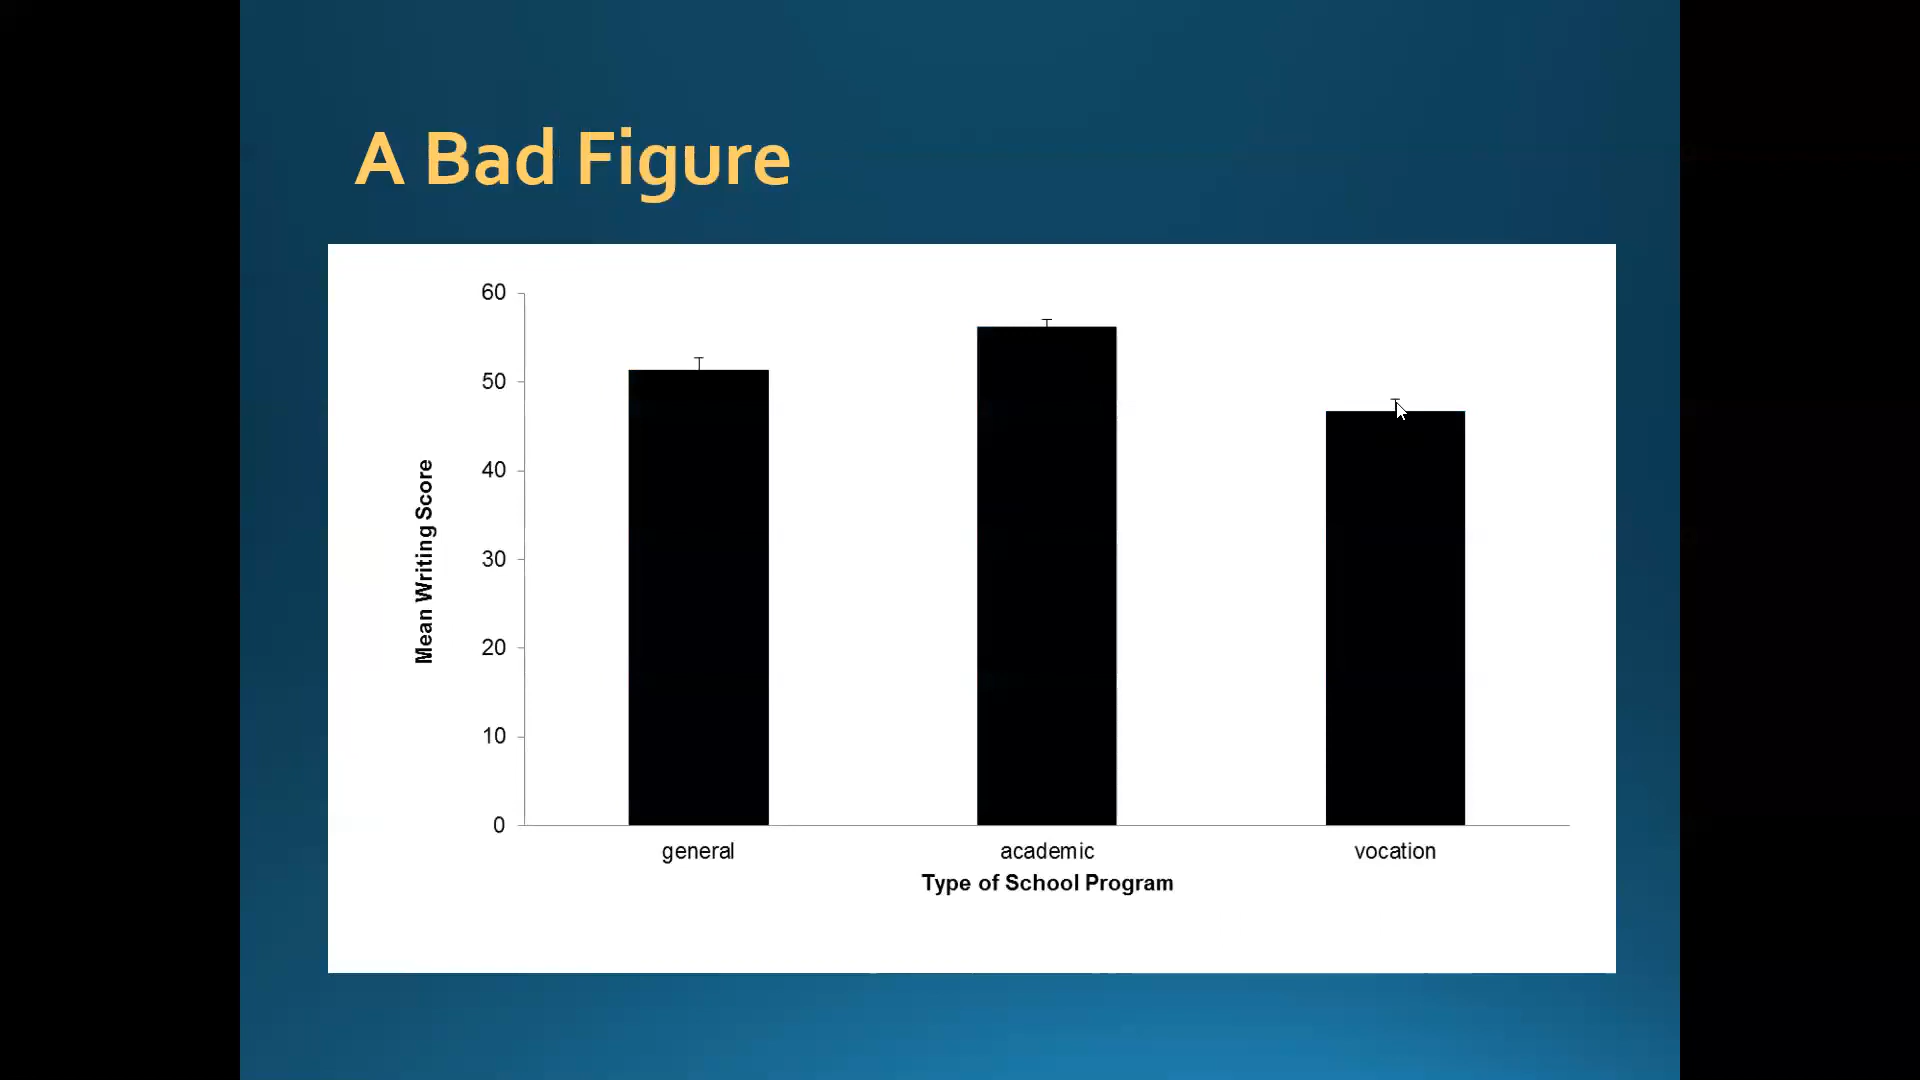 A Bad Figure
60
50
40
30
20
10
0
Mean Writing Score
general academic vocation
Type of School Program